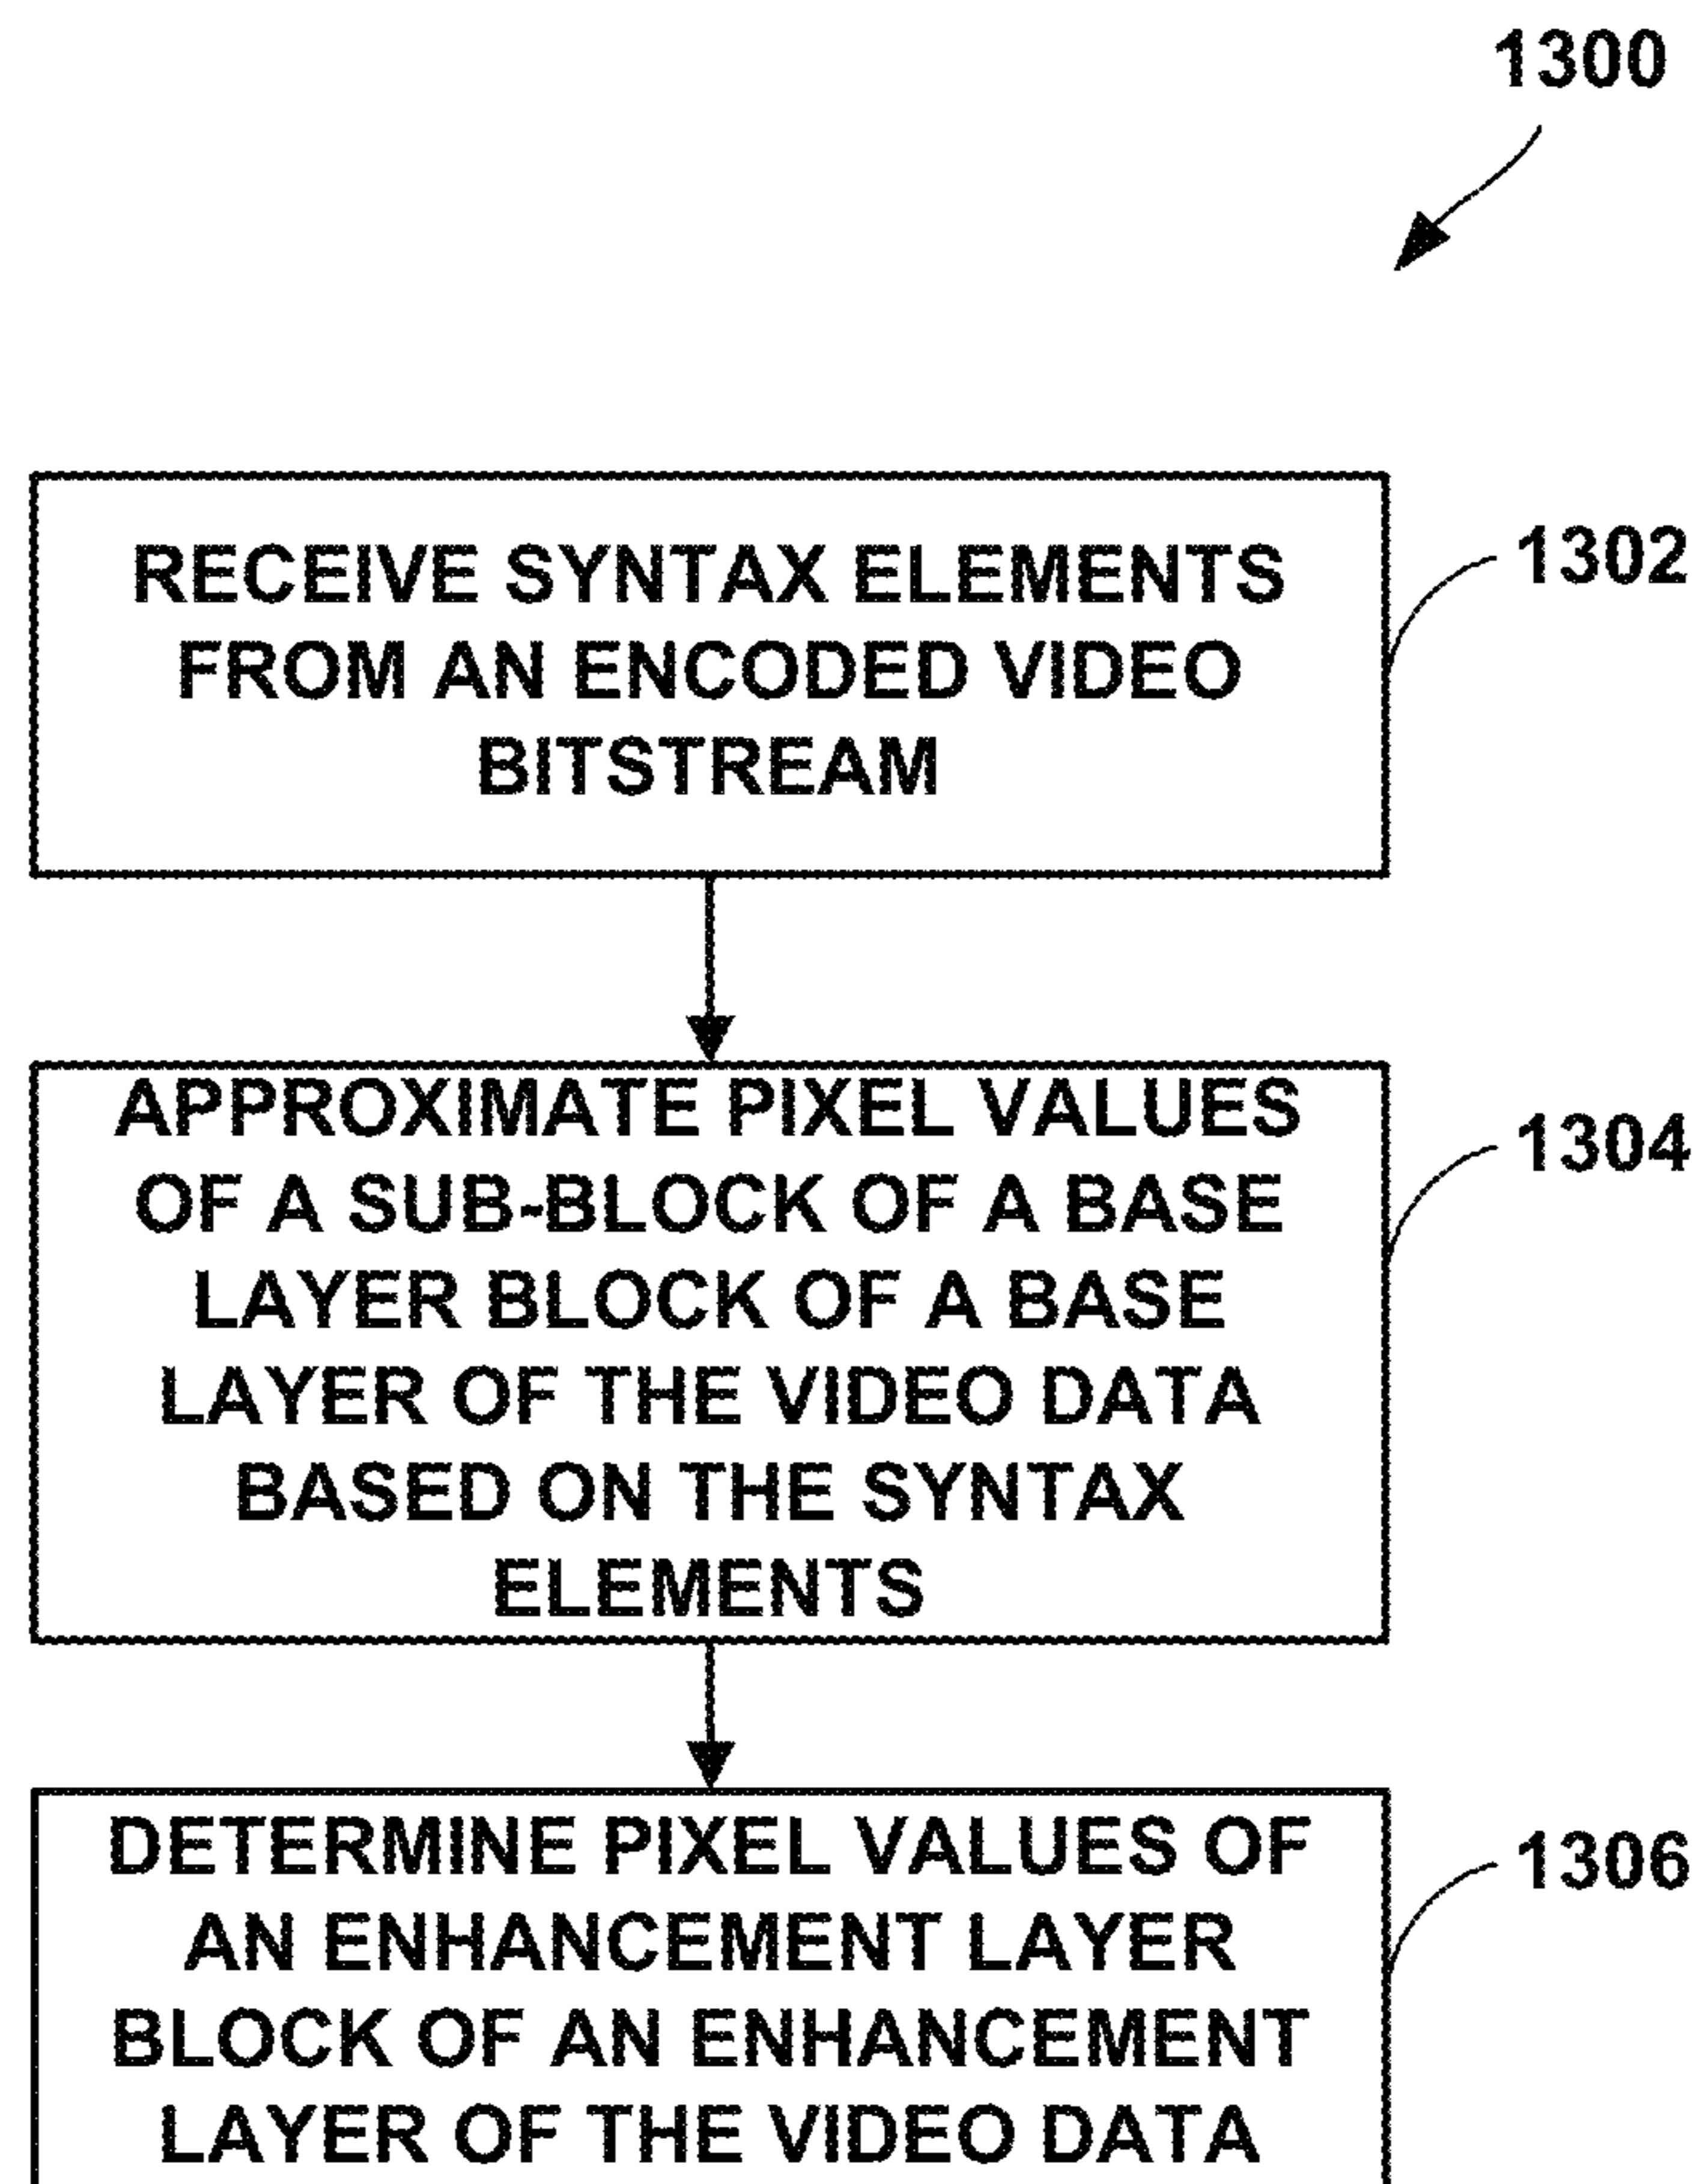 1300
RECEIVE SYNTAX ELEMENTS
FROM AN ENCODED VIDEO
BITSTREAM
1302
APPROXIMATE PIXEL VALUES
OF A SUB-BLOCK OF A BASE
LAYER BLOCK OF A BASE
LAYER OF THE VIDEO DATA
BASED ON THE SYNTAX
ELEMENTS
1304
DETERMINE PIXEL VALUES OF
AN ENHANCEMENT LAYER
BLOCK OF AN ENHANCEMENT
LAYER OF THE VIDEO DATA
1306